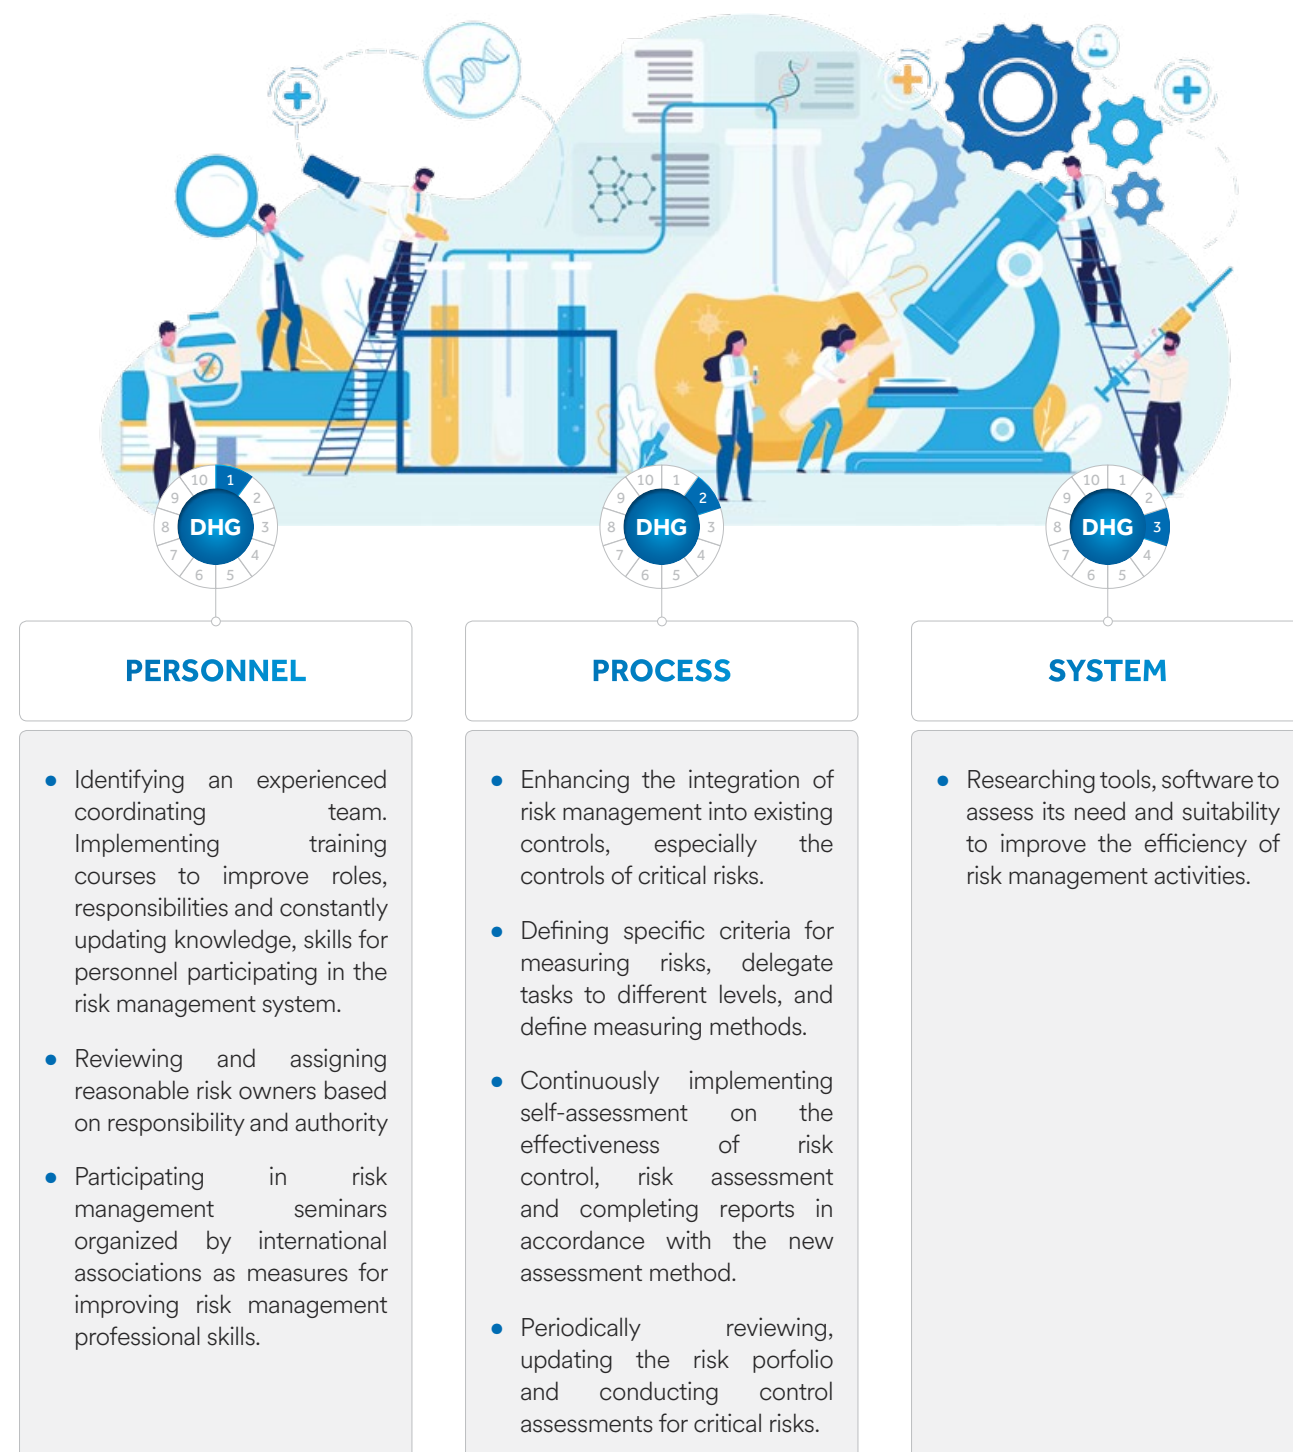 10 1
9 2
8 DHG 3
7 4
6 5
10 1
9 2
8 DHG 3
7 4
6 5
10 1
9 2
8 DHG 3
7 4
6 5
PERSONNEL
● Identifying an experienced
coordinating team.
Implementing training
courses to improve roles,
responsibilities and constantly
updating knowledge, skills for
personnel participating in the
risk management system.
● Reviewing and assigning
reasonable risk owners based
on responsibility and authority
● Participating in risk
management seminars
organized by international
associations as measures for
improving risk management
professional skills.
PROCESS
● Enhancing the integration of
risk management into existing
controls, especially the
controls of critical risks.
● Defining specific criteria for
measuring risks, delegate
tasks to different levels, and
define measuring methods.
● Continuously implementing
self-assessment on the
effectiveness of risk
control, risk assessment
and completing reports in
accordance with the new
assessment method.
● Periodically reviewing,
updating the risk porfolio
and conducting control
assessments for critical risks.
SYSTEM
● Researching tools, software to
assess its need and suitability
to improve the efficiency of
risk management activities.